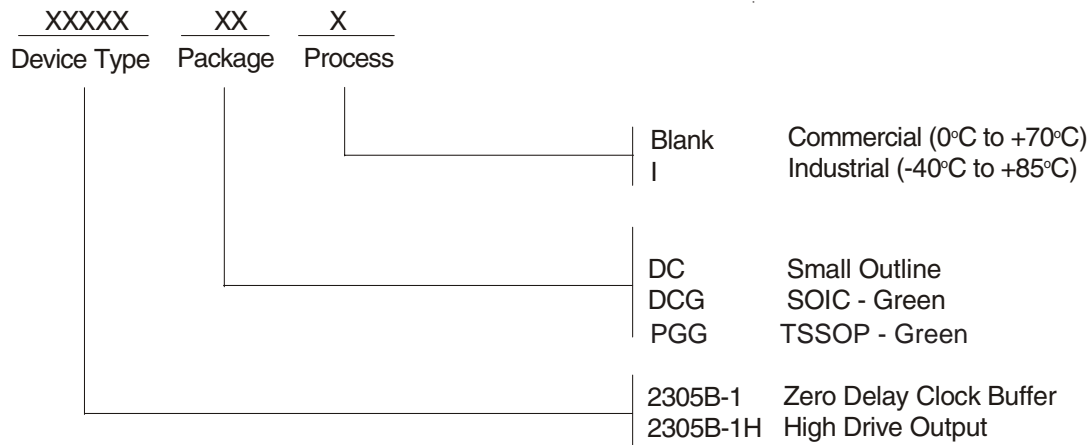 XXXXX XX X
Device Type Package Process
Blank Commercial (0°C to +70°C)
I Industrial (-40°C to +85°C)
DC Small Outline
DCG SOIC - Green
PGG TSSOP - Green
2305B-1 Zero Delay Clock Buffer
2305B-1H High Drive Output